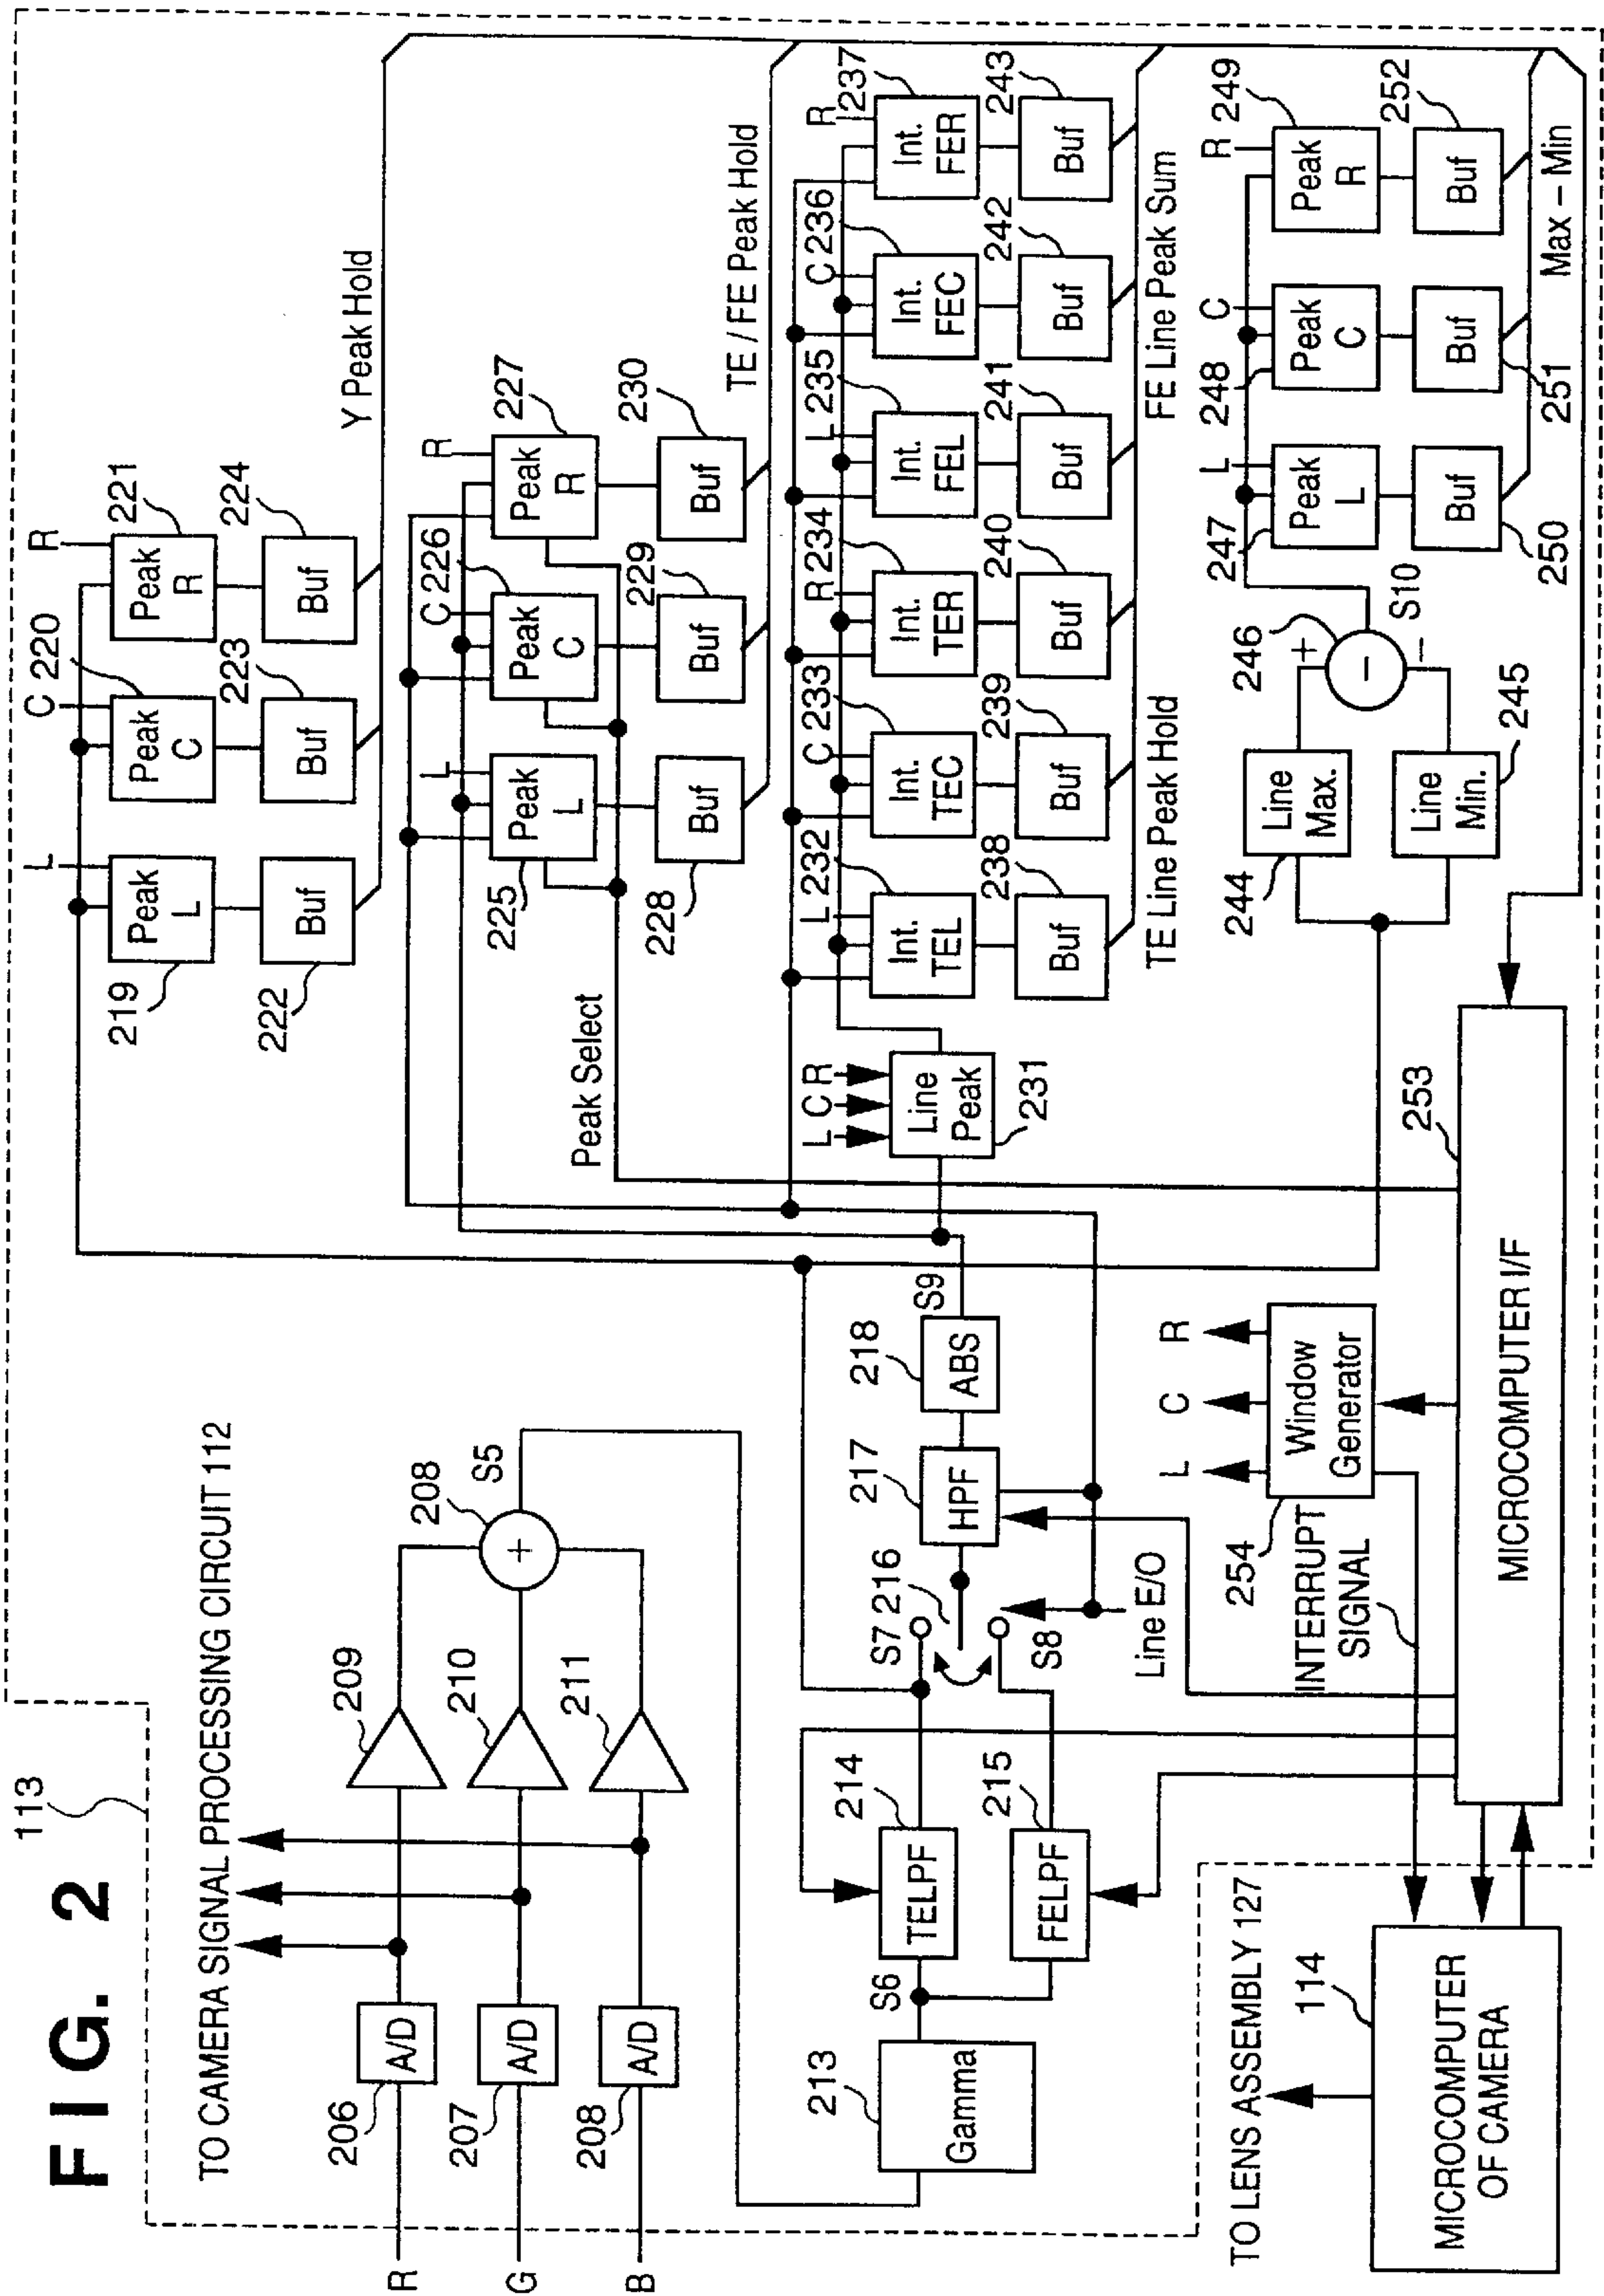 FIG. 2
113
TO CAMERA SIGNAL PROCESSING CIRCUIT 112
R
206
A/D
209
G
207
A/D
210
B
208
A/D
211
208
+
S5
213
Gamma
S6
214
TELPF
215
FELPF
S7
216
S8
Line E/O
217
HPF
218
ABS
S9
L
C
R
Line
Peak
231
Peak Select
L
C
R
219
Peak
L
220
Peak
C
221
Peak
R
222
Buf
223
Buf
224
Buf
Y Peak Hold
L
C
R
225
Peak
L
226
Peak
C
227
Peak
R
228
Buf
229
Buf
230
Buf
TE / FE Peak Hold
L
232
C
233
R
234
L
235
C
236
R
237
Int.
TEL
Int.
TEC
Int.
TER
Int.
FEL
Int.
FEC
Int.
FER
238
Buf
239
Buf
240
Buf
241
Buf
242
Buf
243
Buf
TE Line Peak Hold
FE Line Peak Sum
244
Line
Max.
Line
Min.
245
246
+
−
−
S10
L
C
R
247
Peak
L
248
Peak
C
249
Peak
R
250
Buf
251
Buf
252
Buf
Max – Min
L
C
R
254
Window
Generator
INTERRUPT
SIGNAL
253
MICROCOMPUTER I/F
TO LENS ASSEMBLY 127
114
MICROCOMPUTER
OF CAMERA